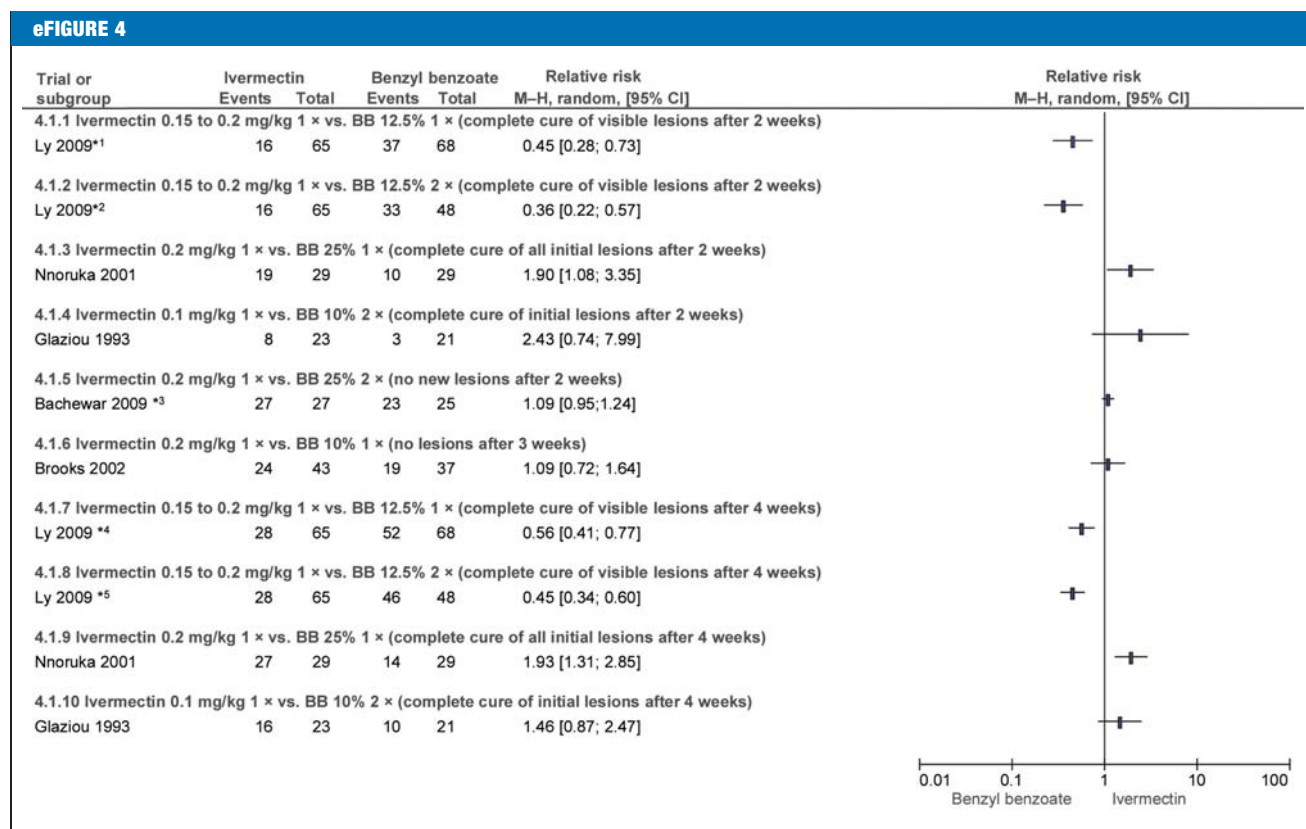 eFIGURE 4
Trial or subgroup Ivermectin Events Total Benzyl benzoate Events Total Relative risk M–H, random, [95% CI] Relative risk M–H, random, [95% CI]
4.1.1 Ivermectin 0.15 to 0.2 mg/kg 1 × vs. BB 12.5% 1 × (complete cure of visible lesions after 2 weeks)
Ly 2009*1 16 65 37 68 0.45 [0.28; 0.73]
4.1.2 Ivermectin 0.15 to 0.2 mg/kg 1 × vs. BB 12.5% 2 × (complete cure of visible lesions after 2 weeks)
Ly 2009*2 16 65 33 48 0.36 [0.22; 0.57]
4.1.3 Ivermectin 0.2 mg/kg 1 × vs. BB 25% 1 × (complete cure of all initial lesions after 2 weeks)
Nnoruka 2001 19 29 10 29 1.90 [1.08; 3.35]
4.1.4 Ivermectin 0.1 mg/kg 1 × vs. BB 10% 2 × (complete cure of initial lesions after 2 weeks)
Glaziou 1993 8 23 3 21 2.43 [0.74; 7.99]
4.1.5 Ivermectin 0.2 mg/kg 1 × vs. BB 25% 2 × (no new lesions after 2 weeks)
Bachewar 2009 *3 27 27 23 25 1.09 [0.95;1.24]
4.1.6 Ivermectin 0.2 mg/kg 1 × vs. BB 10% 1 × (no lesions after 3 weeks)
Brooks 2002 24 43 19 37 1.09 [0.72; 1.64]
4.1.7 Ivermectin 0.15 to 0.2 mg/kg 1 × vs. BB 12.5% 1 × (complete cure of visible lesions after 4 weeks)
Ly 2009 *4 28 65 52 68 0.56 [0.41; 0.77]
4.1.8 Ivermectin 0.15 to 0.2 mg/kg 1 × vs. BB 12.5% 2 × (complete cure of visible lesions after 4 weeks)
Ly 2009 *5 28 65 46 48 0.45 [0.34; 0.60]
4.1.9 Ivermectin 0.2 mg/kg 1 × vs. BB 25% 1 × (complete cure of all initial lesions after 4 weeks)
Nnoruka 2001 27 29 14 29 1.93 [1.31; 2.85]
4.1.10 Ivermectin 0.1 mg/kg 1 × vs. BB 10% 2 × (complete cure of initial lesions after 4 weeks)
Glaziou 1993 16 23 10 21 1.46 [0.87; 2.47]
0.01 0.1 1 10 100
Benzyl benzoate Ivermectin